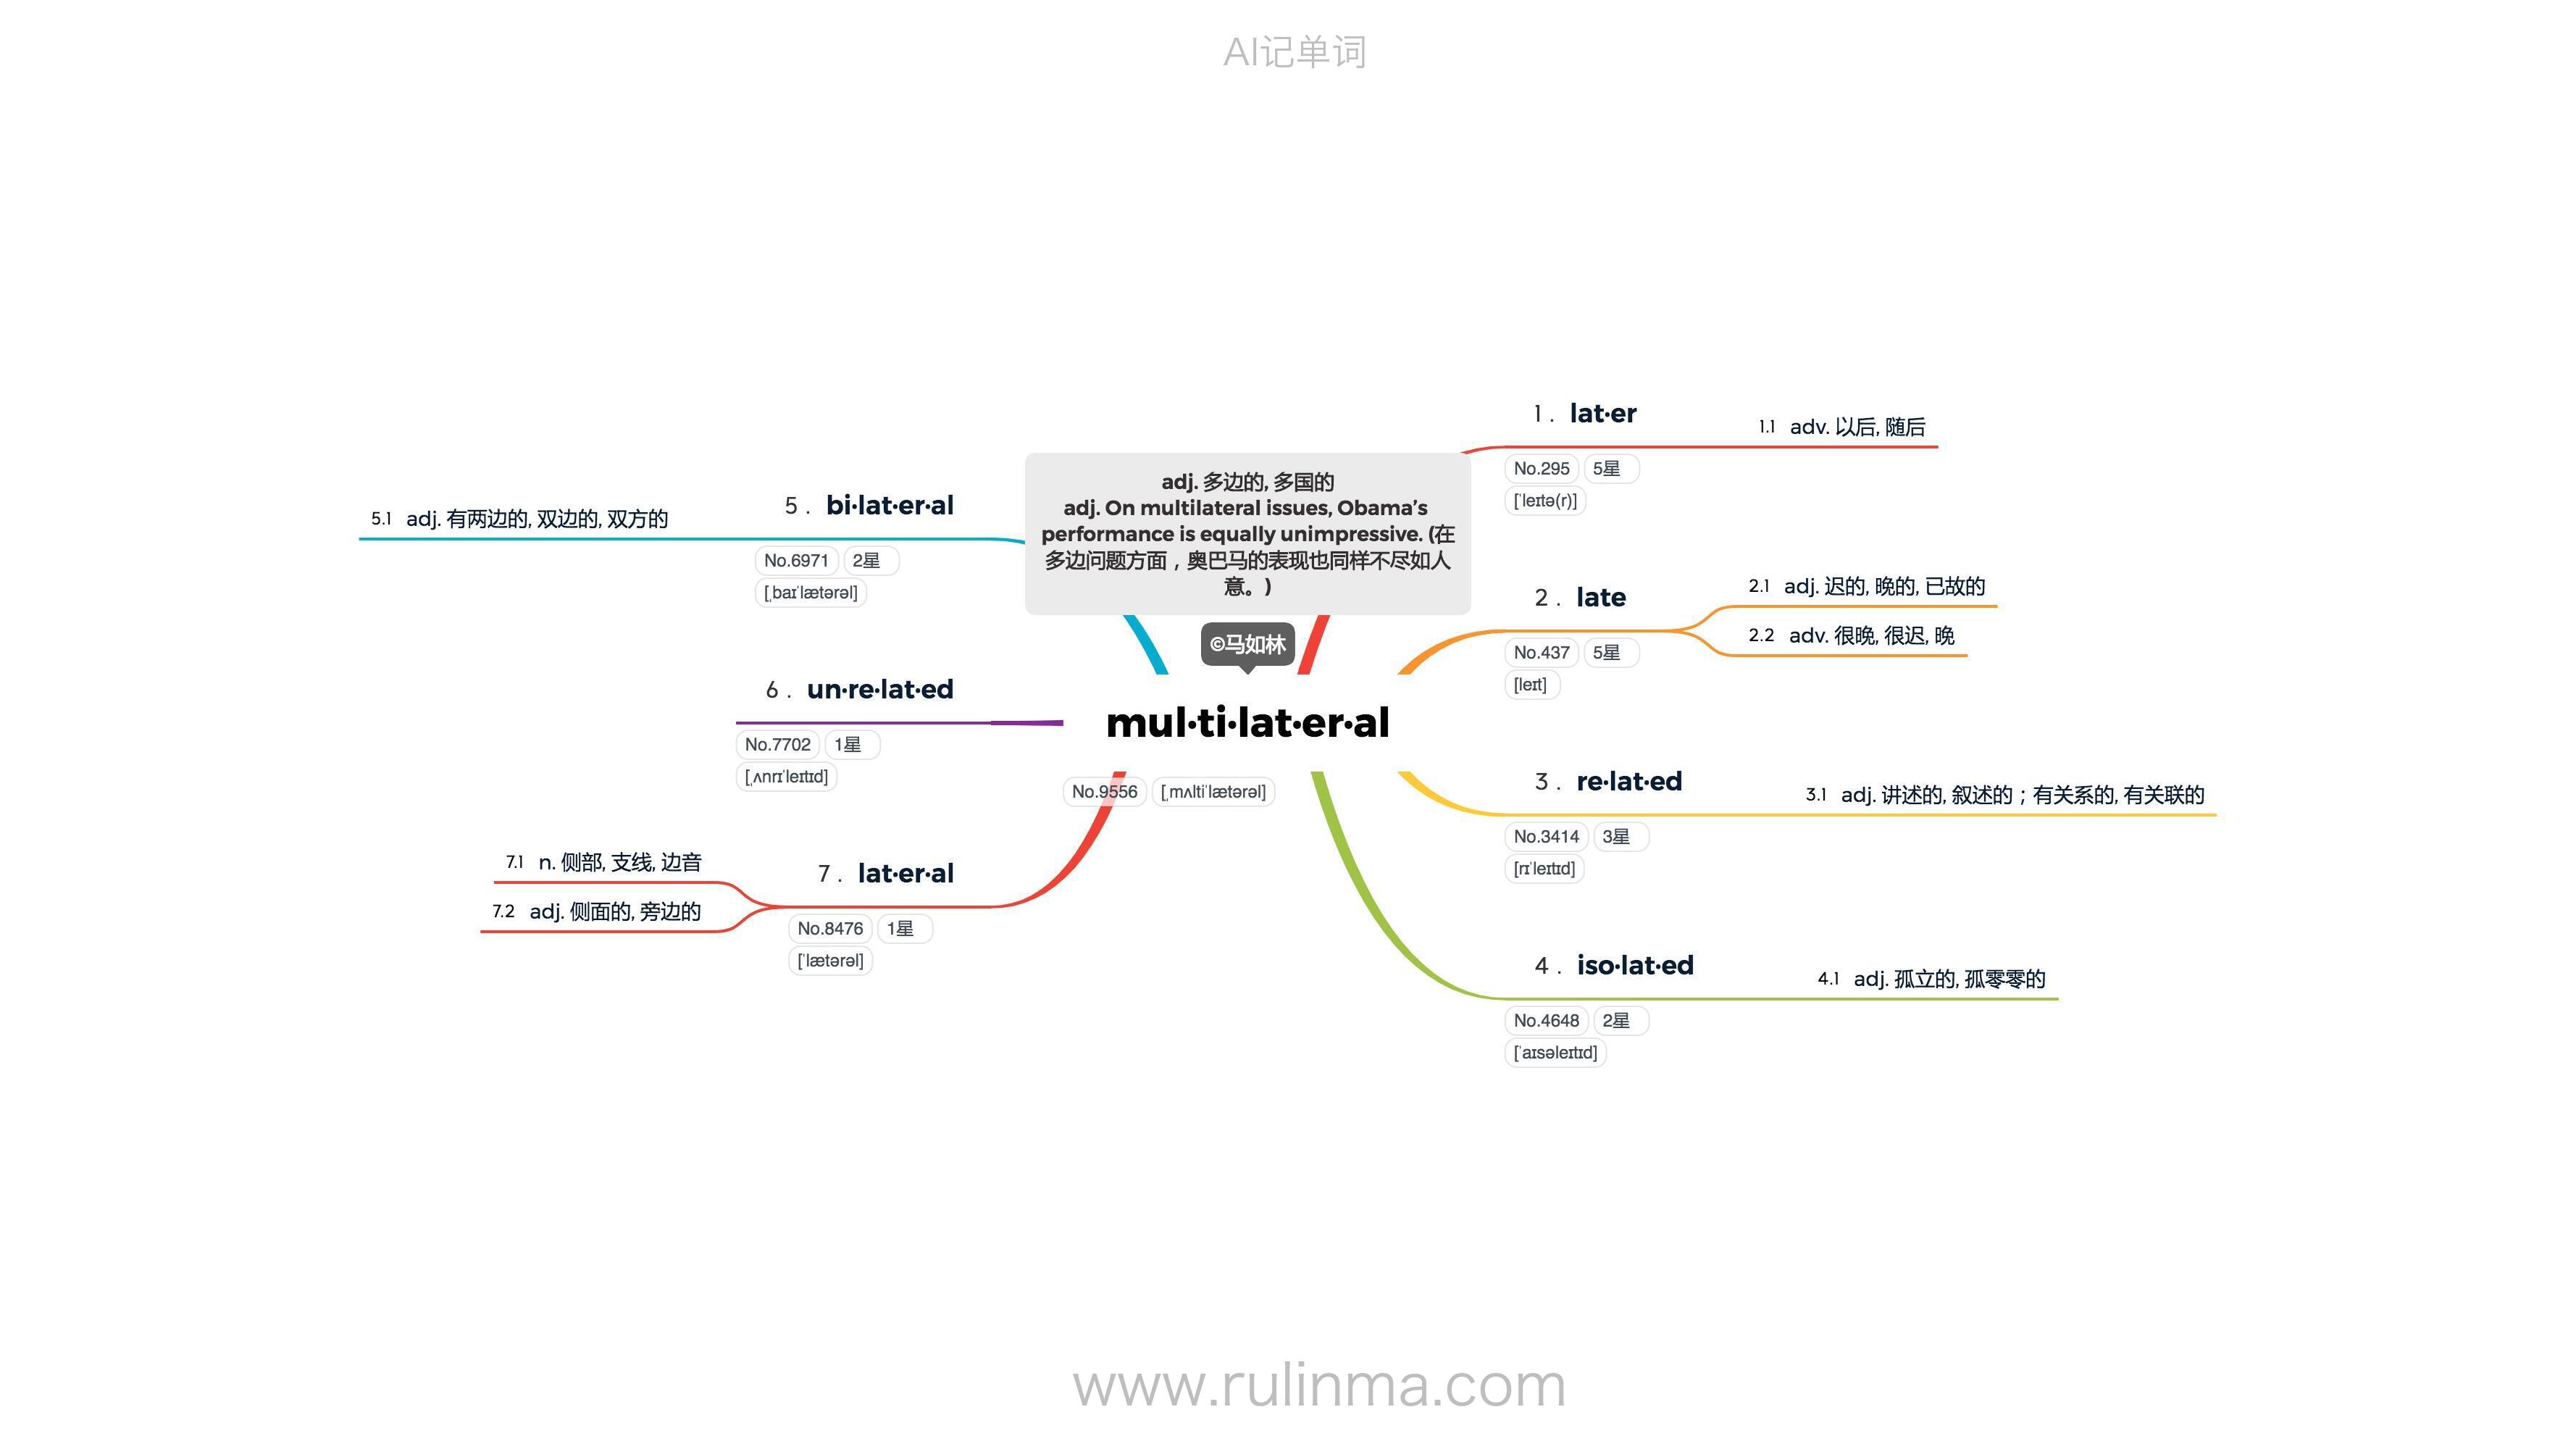 AI记单词
adj. 多边的, 多国的
adj. On multilateral issues, Obama’s
performance is equally unimpressive. (在
多边问题方面，奥巴马的表现也同样不尽如人
意。)
©马如林
mul·ti·lat·er·al
No.9556 [ˌmʌltiˈlætərəl]
1 . lat·er
No.295 5星
[ˈleɪtə(r)]
1.1 adv. 以后, 随后
2 . late
No.437 5星
[leɪt]
2.1 adj. 迟的, 晚的, 已故的
2.2 adv. 很晚, 很迟, 晚
3 . re·lat·ed
No.3414 3星
[rɪˈleɪtɪd]
3.1 adj. 讲述的, 叙述的；有关系的, 有关联的
4 . iso·lat·ed
No.4648 2星
[ˈaɪsəleɪtɪd]
4.1 adj. 孤立的, 孤零零的
5 . bi·lat·er·al
No.6971 2星
[ˌbaɪˈlætərəl]
5.1 adj. 有两边的, 双边的, 双方的
6 . un·re·lat·ed
No.7702 1星
[ˌʌnrɪˈleɪtɪd]
7 . lat·er·al
No.8476 1星
[ˈlætərəl]
7.1 n. 侧部, 支线, 边音
7.2 adj. 侧面的, 旁边的
www.rulinma.com